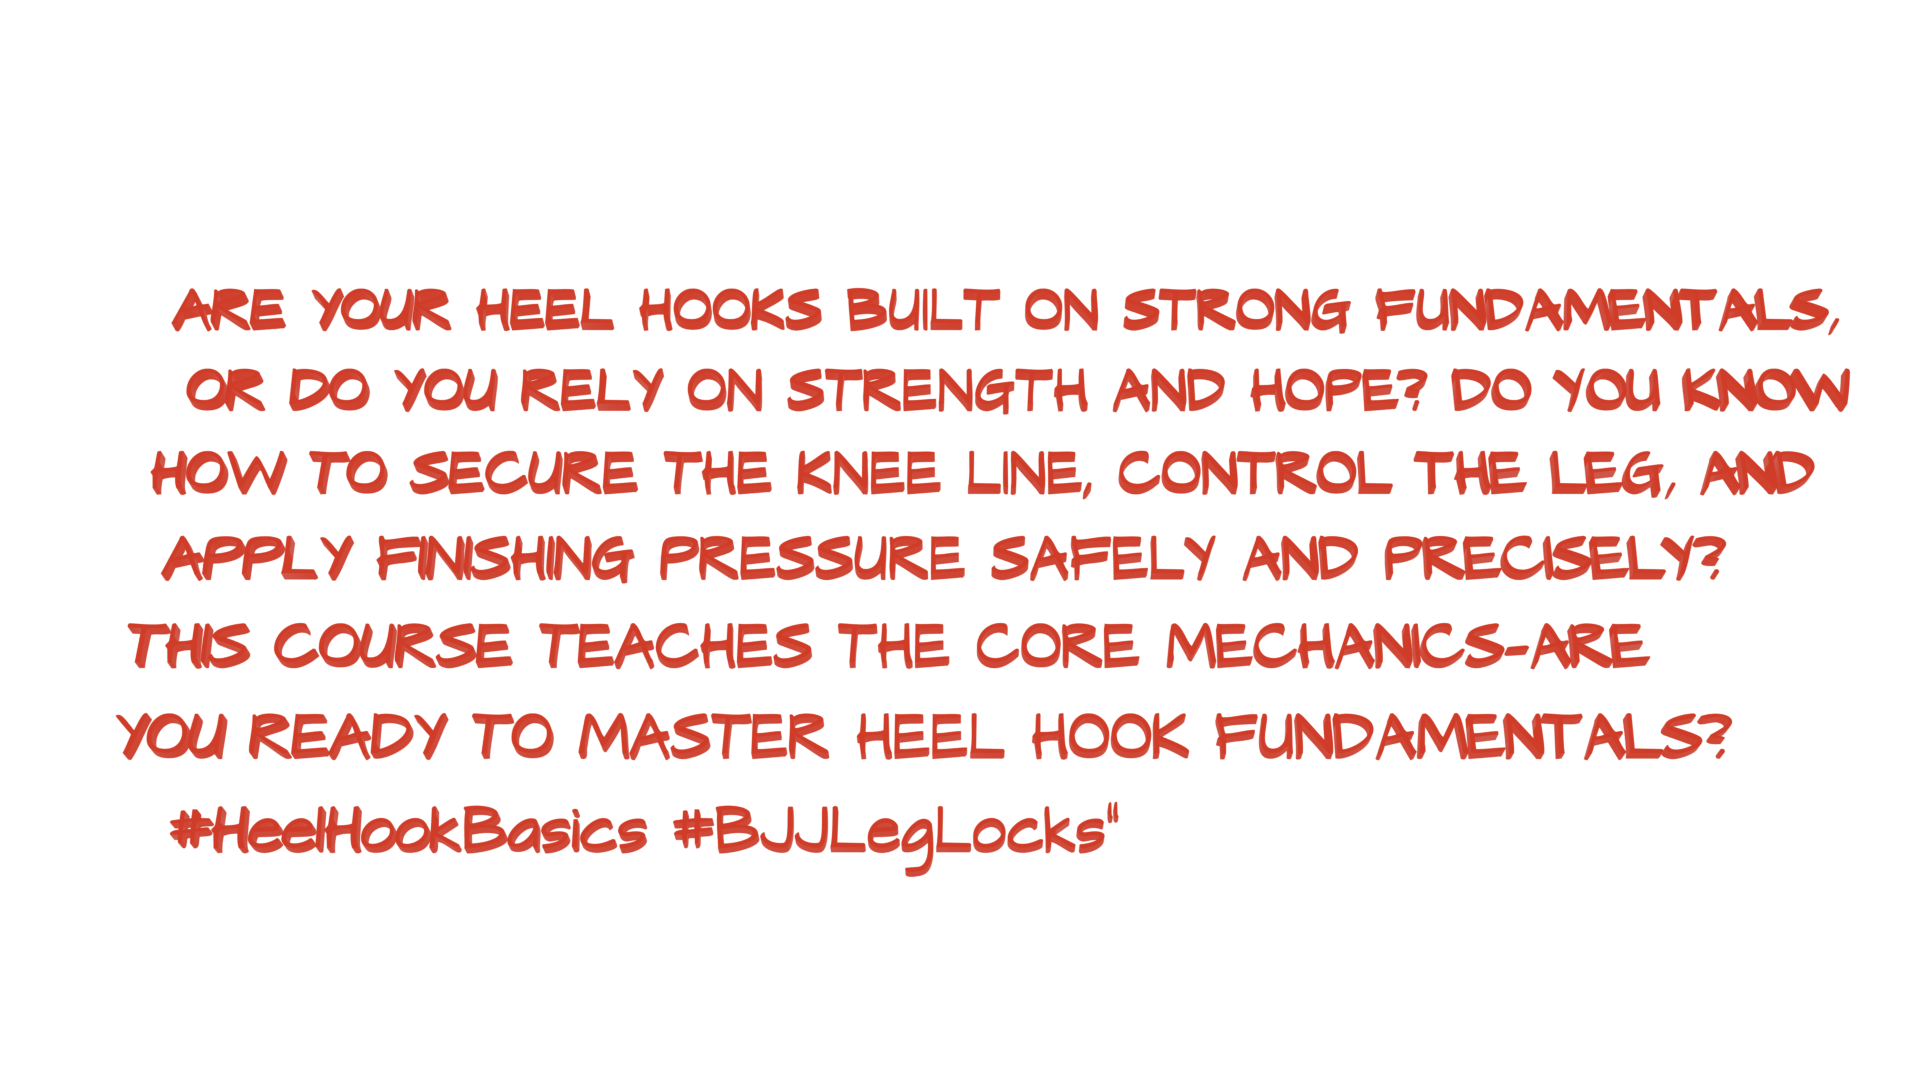 ARE YOUR HEEL HOOKS BUILT ON STRONG FUNDAMENTALS,
OR DO YOU RELY ON STRENGTH AND HOPE? DO YOU KNOW
HOW TO SECURE THE KNEE LINE, CONTROL THE LEG, AND
APPLY FINISHING PRESSURE SAFELY AND PRECISELY?
THIS COURSE TEACHES THE CORE MECHANICS-ARE
YOU READY TO MASTER HEEL HOOK FUNDAMENTALS?
#HeelHookBasics #BJJLegLocks"